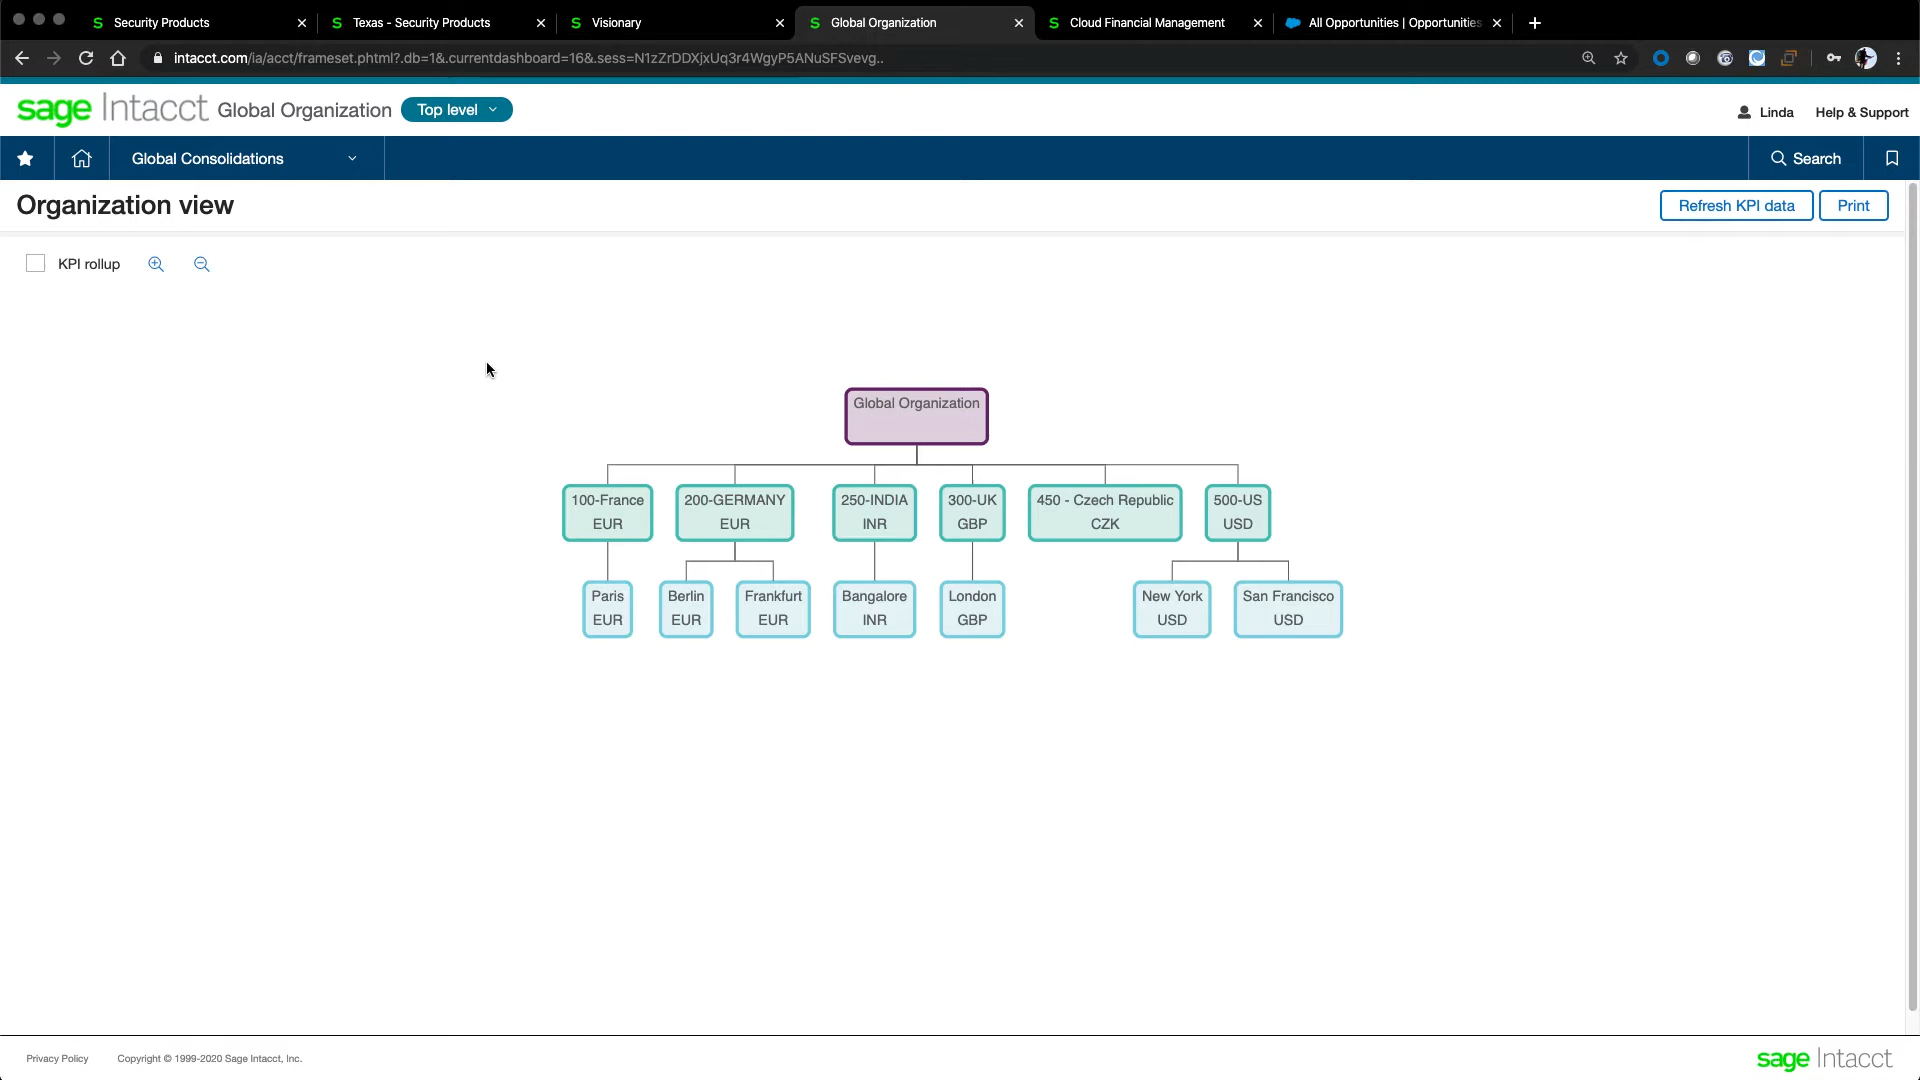 Security Products
Texas - Security Products
Visionary
Global Organization
Cloud Financial Management
All Opportunities | Opportunities
intacct.com/ia/acct/frameset.phtml?.db=1&.currentdashboard=16&.sess=N1zZrDDXjxUq3r4WgyP5ANuSFSvevg..
sage Intacct Global Organization Top level
Linda Help & Support
Global Consolidations
Search
Organization view
Refresh KPI data Print
KPI rollup
Global Organization
100-France
EUR
200-GERMANY
EUR
250-INDIA
INR
300-UK
GBP
450 - Czech Republic
CZK
500-US
USD
Paris
EUR
Berlin
EUR
Frankfurt
EUR
Bangalore
INR
London
GBP
New York
USD
San Francisco
USD
Privacy Policy Copyright © 1999-2020 Sage Intacct, Inc.
sage Intacct